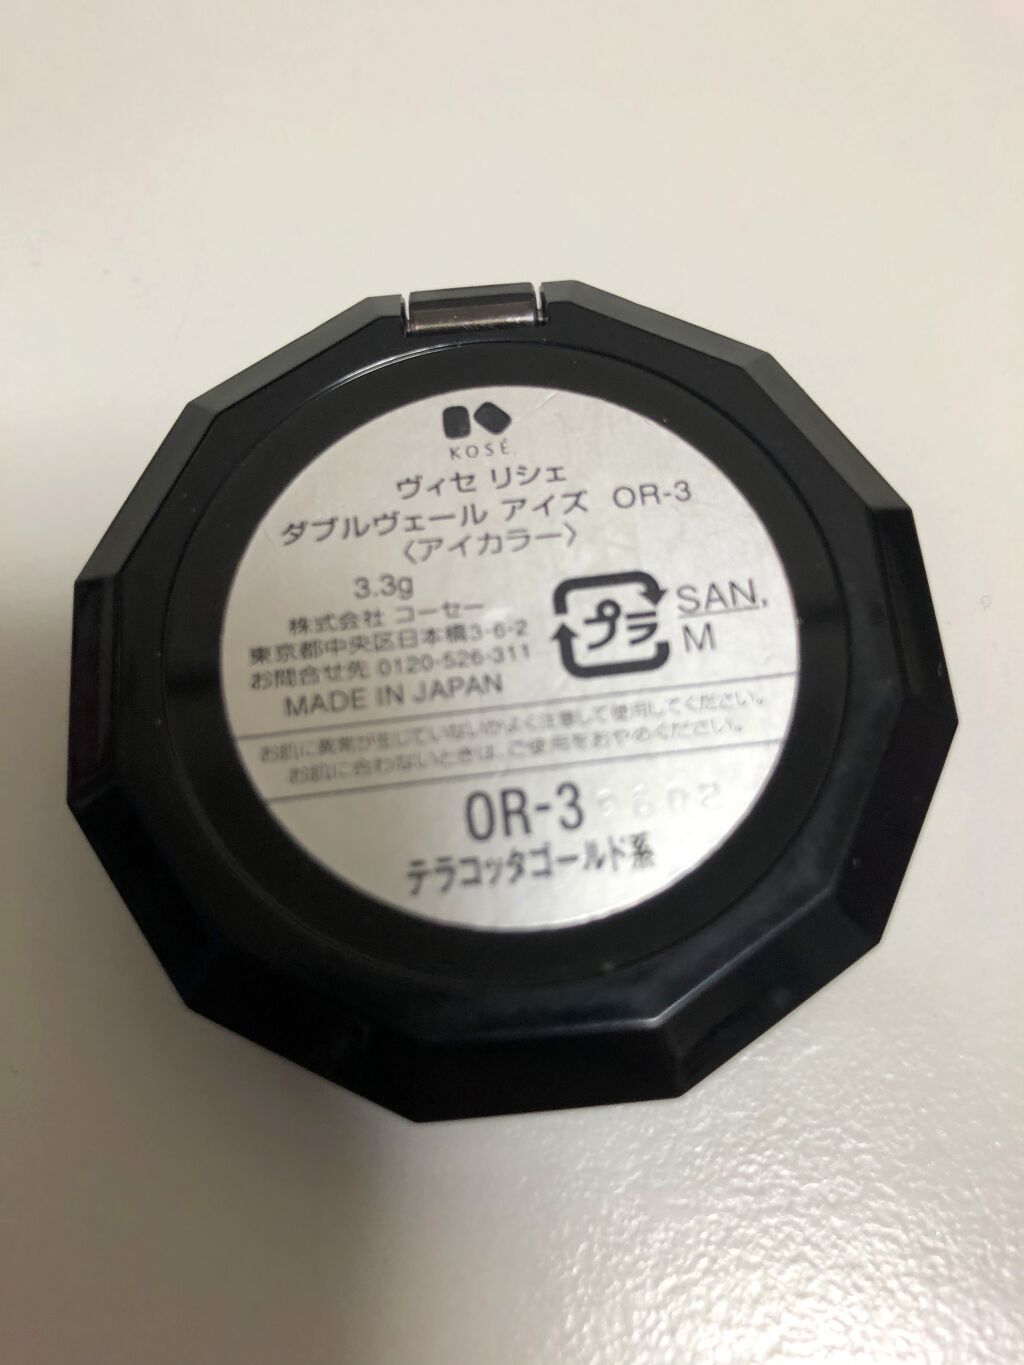 KOSÉ
ヴィセ リシェ
ダブルヴェール アイズ OR-3
〈アイカラー〉
3.3g
株式会社 コーセー
東京都中央区日本橋3-6-2
お問合せ先 0120-526-311
MADE IN JAPAN
プラ
SAN,
M
お肌に異常が生じていないかよく注意して使用してください。
お肌に合わないときは、ご使用をおやめください。
OR-3
テラコッタゴールド系